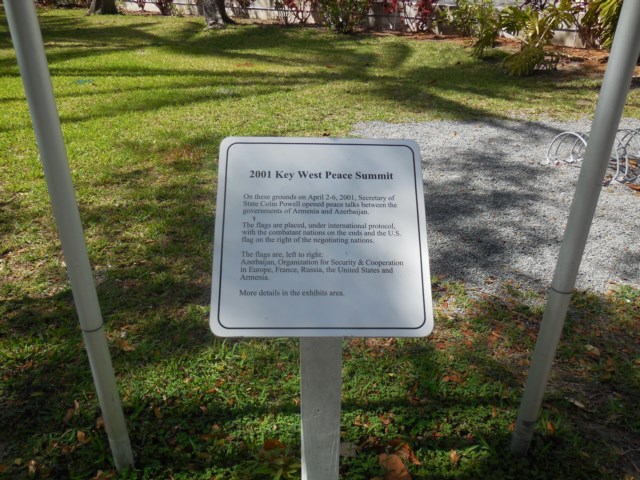 2001 Key West Peace Summit
On these grounds on April 2-6, 2001, Secretary of
State Colin Powell opened peace talks between the
governments of Armenia and Azerbaijan.
The flags are placed, under international protocol,
with the combatant nations on the ends and the U.S.
flag on the right of the negotiating nations.
The flags are, left to right:
Azerbaijan, Organization for Security & Cooperation
in Europe, France, Russia, the United States and
Armenia.
More details in the exhibits area.